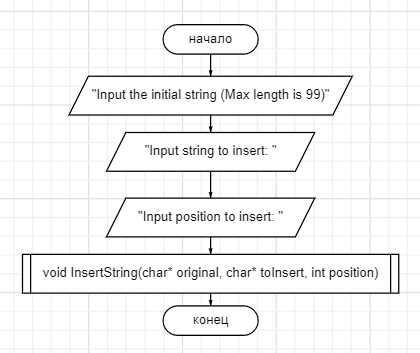 начало
"Input the initial string (Max length is 99)"
"Input string to insert: "
"Input position to insert: "
void InsertString(char* original, char* toInsert, int position)
конец